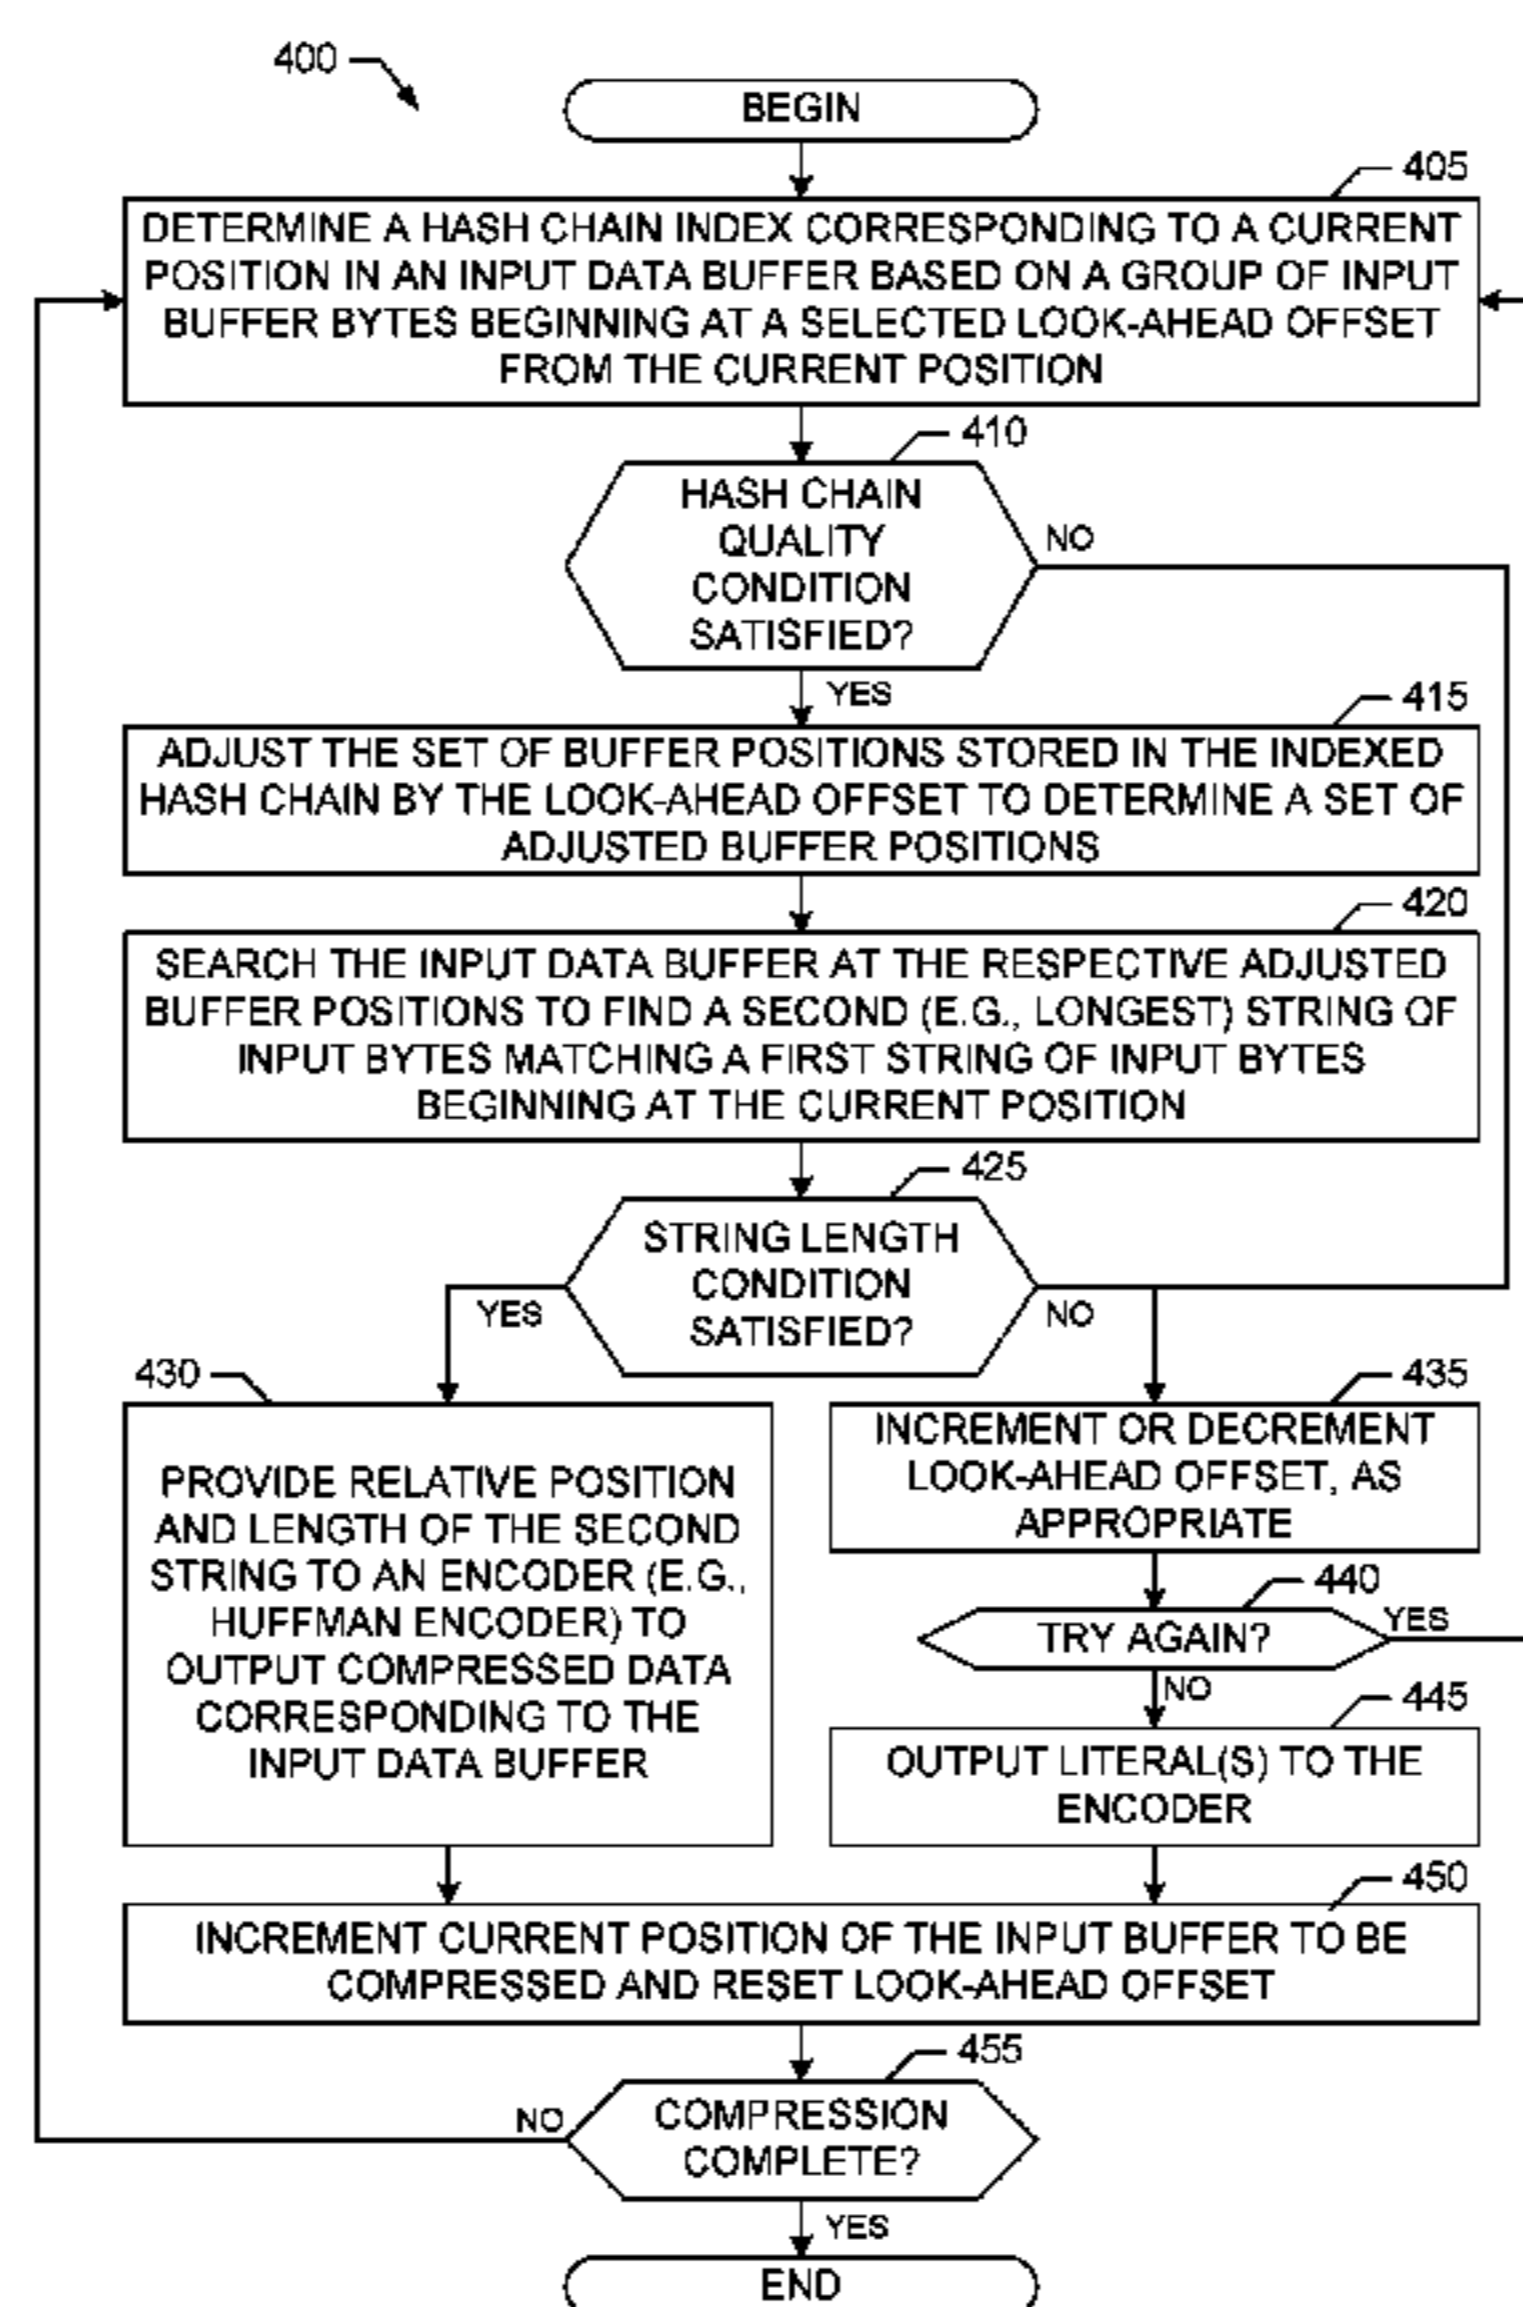 400
BEGIN
405
DETERMINE A HASH CHAIN INDEX CORRESPONDING TO A CURRENT
POSITION IN AN INPUT DATA BUFFER BASED ON A GROUP OF INPUT
BUFFER BYTES BEGINNING AT A SELECTED LOOK-AHEAD OFFSET
FROM THE CURRENT POSITION
410
HASH CHAIN
QUALITY
CONDITION
SATISFIED?
NO
YES
415
ADJUST THE SET OF BUFFER POSITIONS STORED IN THE INDEXED
HASH CHAIN BY THE LOOK-AHEAD OFFSET TO DETERMINE A SET OF
ADJUSTED BUFFER POSITIONS
420
SEARCH THE INPUT DATA BUFFER AT THE RESPECTIVE ADJUSTED
BUFFER POSITIONS TO FIND A SECOND (E.G., LONGEST) STRING OF
INPUT BYTES MATCHING A FIRST STRING OF INPUT BYTES
BEGINNING AT THE CURRENT POSITION
425
STRING LENGTH
CONDITION
SATISFIED?
YES
NO
430
PROVIDE RELATIVE POSITION
AND LENGTH OF THE SECOND
STRING TO AN ENCODER (E.G.,
HUFFMAN ENCODER) TO
OUTPUT COMPRESSED DATA
CORRESPONDING TO THE
INPUT DATA BUFFER
435
INCREMENT OR DECREMENT
LOOK-AHEAD OFFSET, AS
APPROPRIATE
440
TRY AGAIN?
YES
NO
445
OUTPUT LITERAL(S) TO THE
ENCODER
450
INCREMENT CURRENT POSITION OF THE INPUT BUFFER TO BE
COMPRESSED AND RESET LOOK-AHEAD OFFSET
455
COMPRESSION
COMPLETE?
NO
YES
END